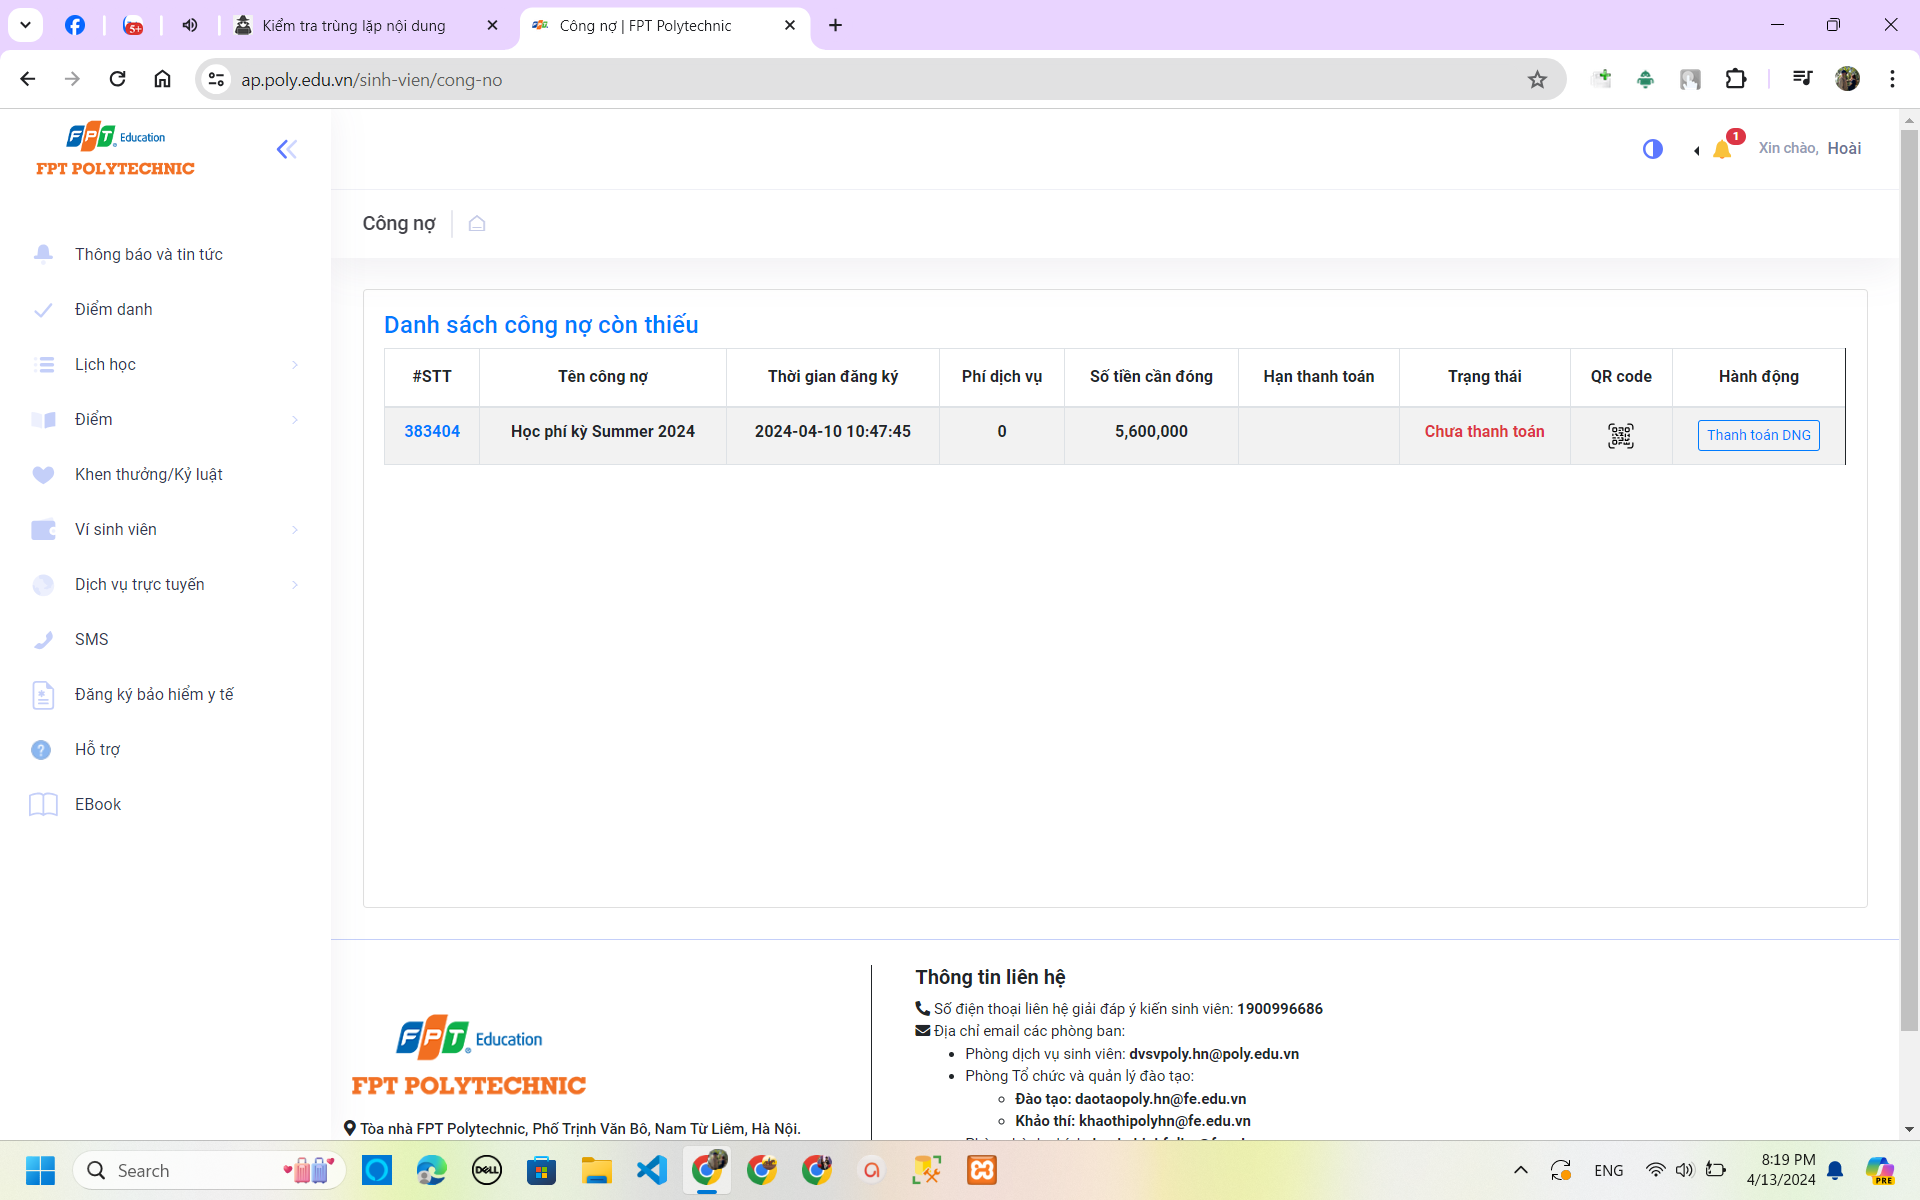 5+
Kiểm tra trùng lặp nội dung
Công nợ | FPT Polytechnic
ap.poly.edu.vn/sinh-vien/cong-no
FPT Education
FPT POLYTECHNIC
1
Xin chào, Hoài
Công nợ
Thông báo và tin tức
Điểm danh
Lịch học
Điểm
Khen thưởng/Kỷ luật
Ví sinh viên
Dịch vụ trực tuyến
SMS
Đăng ký bảo hiểm y tế
Hỗ trợ
EBook
Danh sách công nợ còn thiếu
#STT Tên công nợ Thời gian đăng ký Phí dịch vụ Số tiền cần đóng Hạn thanh toán Trạng thái QR code Hành động
383404 Học phí kỳ Summer 2024 2024-04-10 10:47:45 0 5,600,000 Chưa thanh toán Thanh toán DNG
FPT Education
FPT POLYTECHNIC
Tòa nhà FPT Polytechnic, Phố Trịnh Văn Bô, Nam Từ Liêm, Hà Nội.
Thông tin liên hệ
Số điện thoại liên hệ giải đáp ý kiến sinh viên: 1900996686
Địa chỉ email các phòng ban:
Phòng dịch vụ sinh viên: dvsvpoly.hn@poly.edu.vn
Phòng Tổ chức và quản lý đào tạo:
Đào tạo: daotaopoly.hn@fe.edu.vn
Khảo thí: khaothipolyhn@fe.edu.vn
Search
DELL
ENG
8:19 PM
4/13/2024
PRE